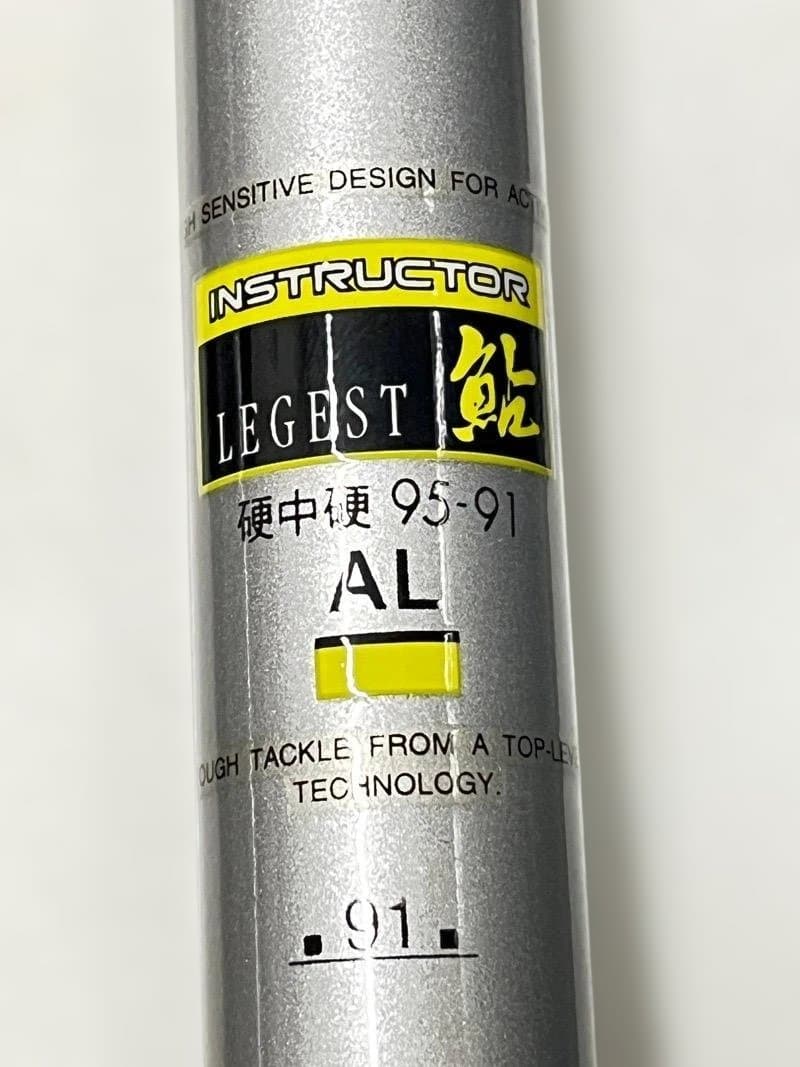 SENSITIVE DESIGN FOR
INSTRUCTOR
LEGEST 鮎
硬中硬 95-91
AL
TACKLE FROM A
TECHNOLOGY.
.91.